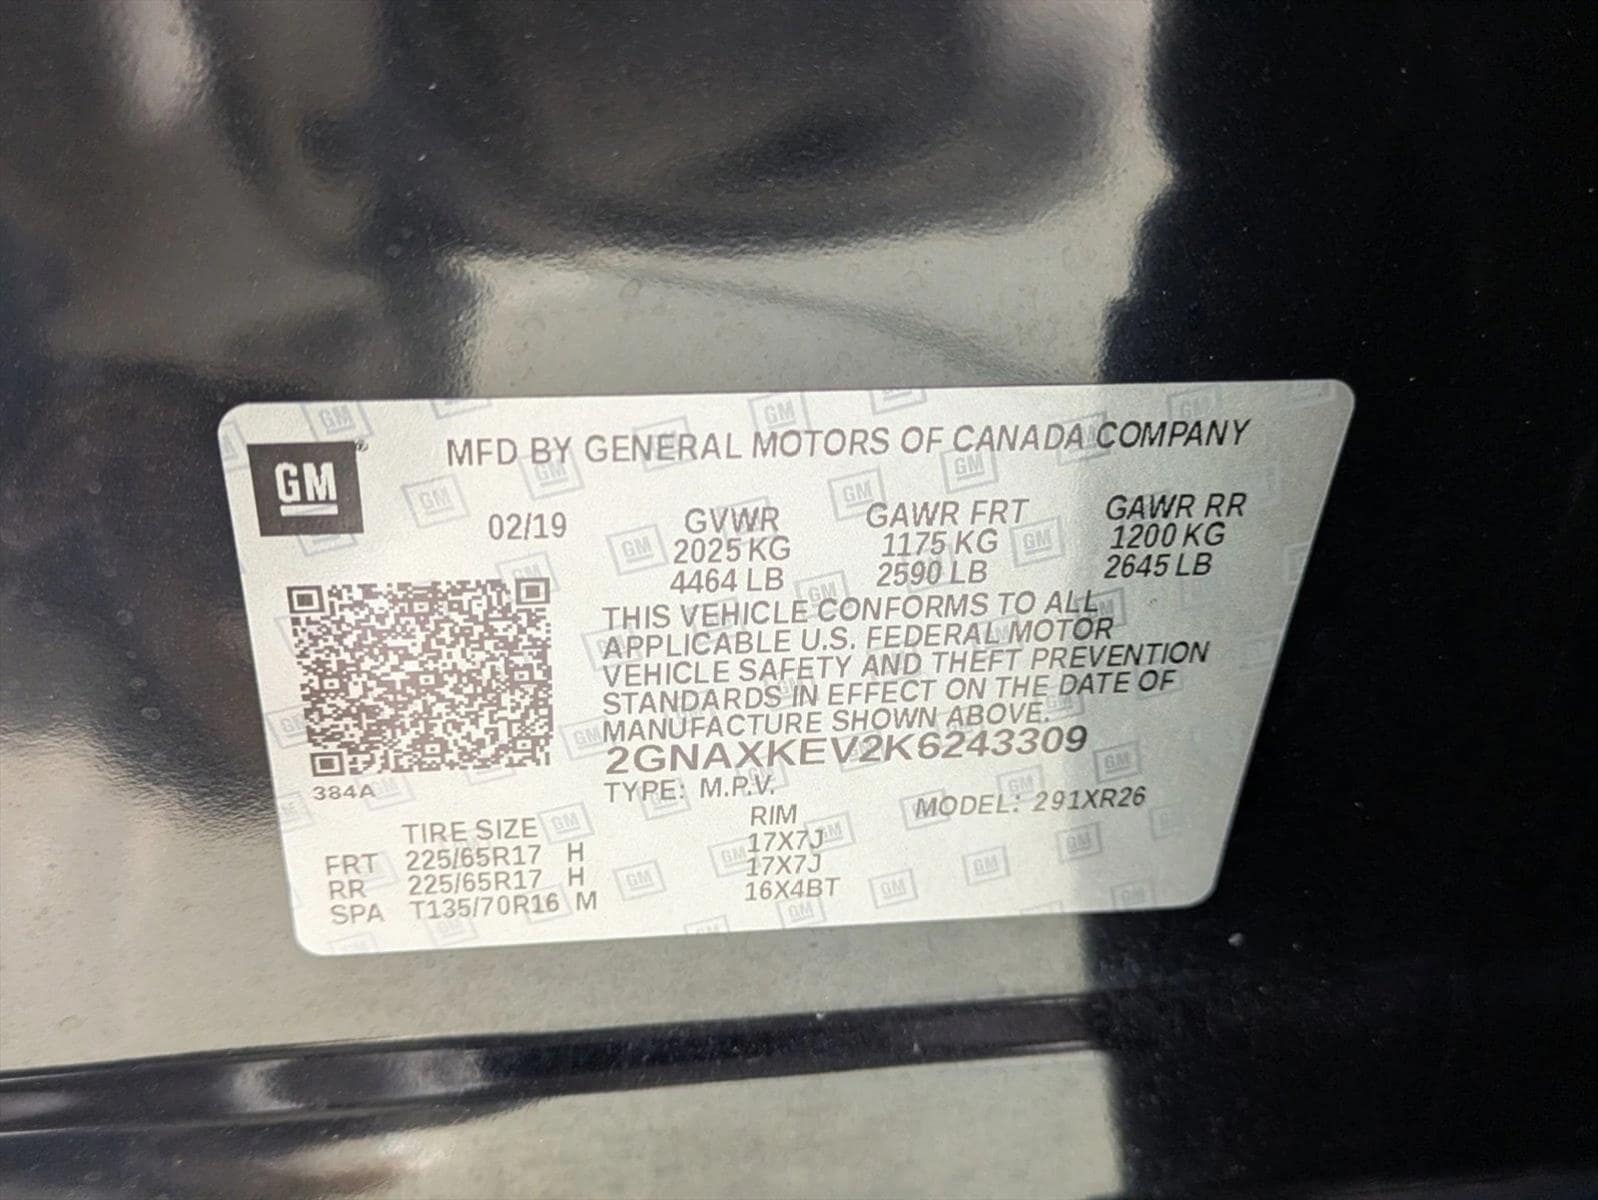 GM
MFD BY GENERAL MOTORS OF CANADA COMPANY
02/19 GVWR GAWR FRT GAWR RR
2025 KG 1175 KG 1200 KG
4464 LB 2590 LB 2645 LB
THIS VEHICLE CONFORMS TO ALL
APPLICABLE U.S. FEDERAL MOTOR
VEHICLE SAFETY AND THEFT PREVENTION
STANDARDS IN EFFECT ON THE DATE OF
MANUFACTURE SHOWN ABOVE.
2GNAXKEV2K6243309
384A
TYPE: M.P.V. MODEL: 291XR26
TIRE SIZE RIM
FRT 225/65R17 H 17X7J
RR 225/65R17 H 17X7J
SPA T135/70R16 M 16X4BT